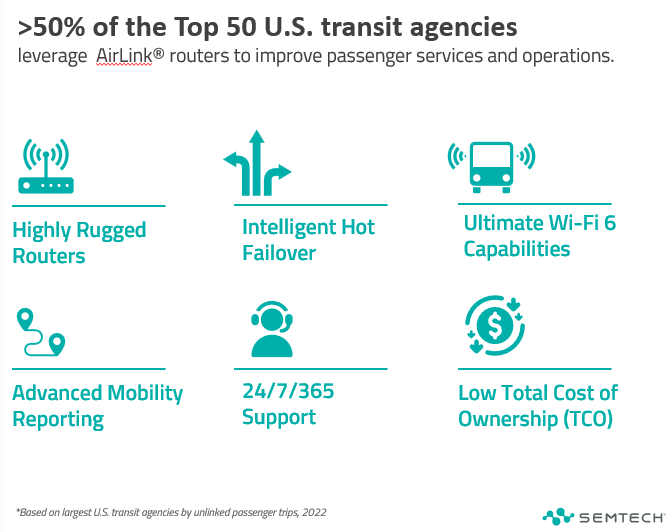 >50% of the Top 50 U.S. transit agencies
leverage AirLink® routers to improve passenger services and operations.
Highly Rugged
Routers
Intelligent Hot
Failover
Ultimate Wi-Fi 6
Capabilities
$
Advanced Mobility
Reporting
24/7/365
Support
Low Total Cost of
Ownership (TCO)
*Based on largest U.S. transit agencies by unlinked passenger trips, 2022
SEMTECH